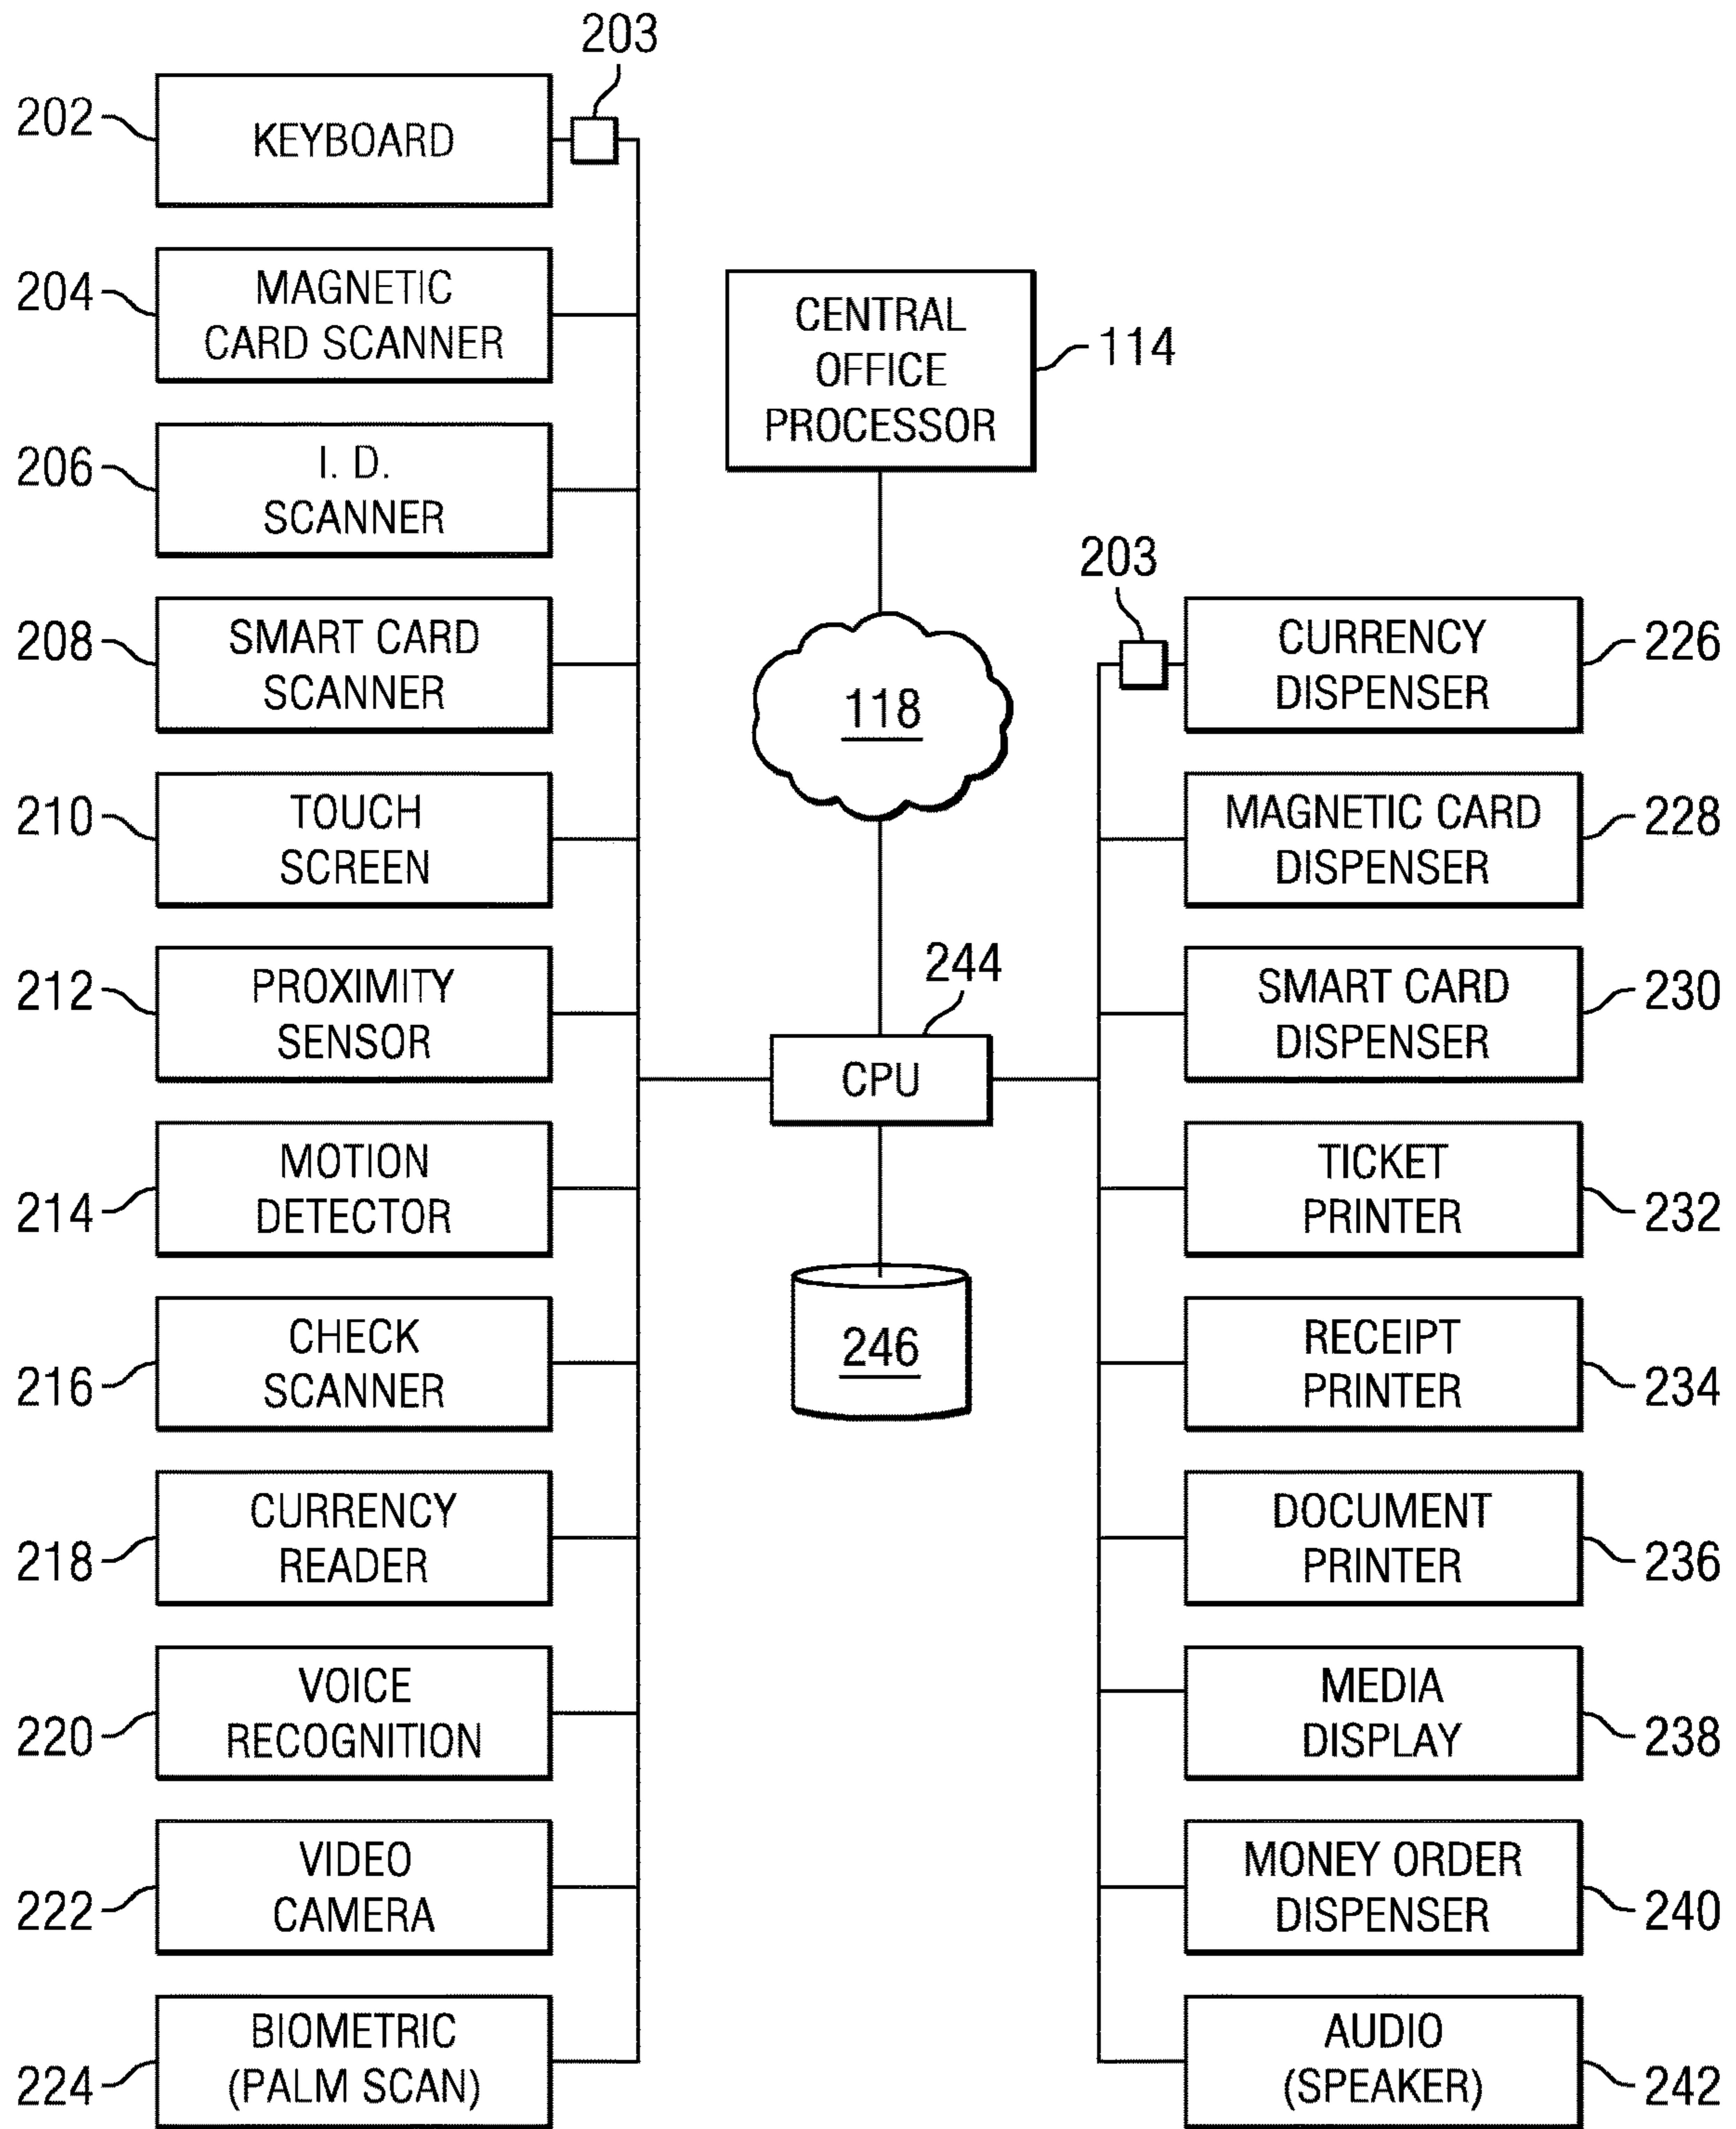 203
202
KEYBOARD
204
MAGNETIC
CARD SCANNER
206
I. D.
SCANNER
208
SMART CARD
SCANNER
210
TOUCH
SCREEN
212
PROXIMITY
SENSOR
214
MOTION
DETECTOR
216
CHECK
SCANNER
218
CURRENCY
READER
220
VOICE
RECOGNITION
222
VIDEO
CAMERA
224
BIOMETRIC
(PALM SCAN)
CENTRAL
OFFICE
PROCESSOR
114
118
244
CPU
246
203
CURRENCY
DISPENSER
226
MAGNETIC CARD
DISPENSER
228
SMART CARD
DISPENSER
230
TICKET
PRINTER
232
RECEIPT
PRINTER
234
DOCUMENT
PRINTER
236
MEDIA
DISPLAY
238
MONEY ORDER
DISPENSER
240
AUDIO
(SPEAKER)
242